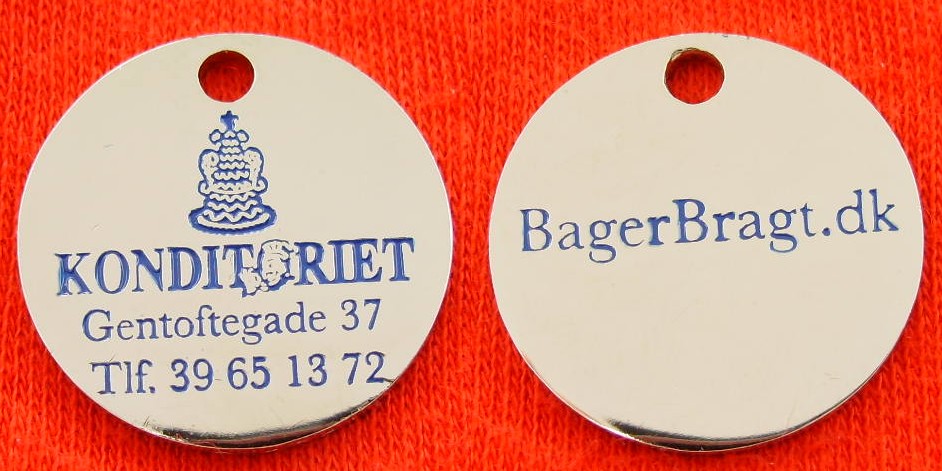 KONDITORIET
Gentoftegade 37
Tlf. 39 65 13 72
BagerBragt.dk